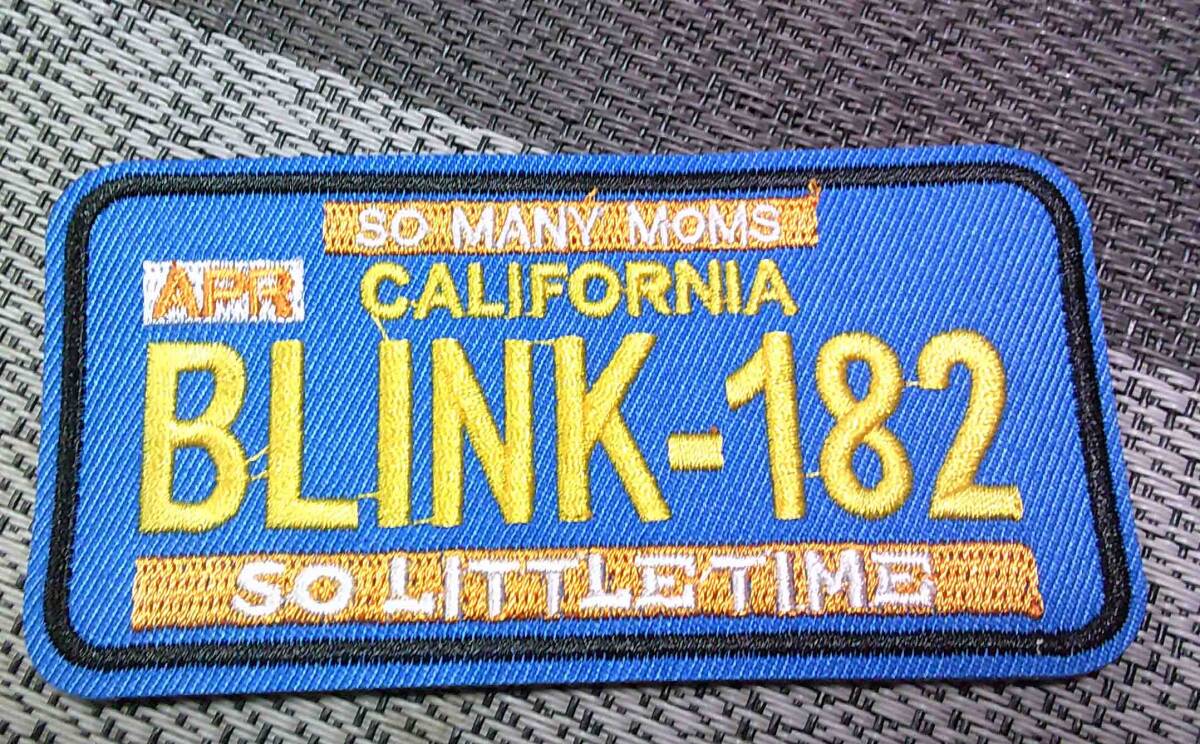 SO MANY MOMS
APR
CALIFORNIA
BLINK-182
SO LITTLE TIME